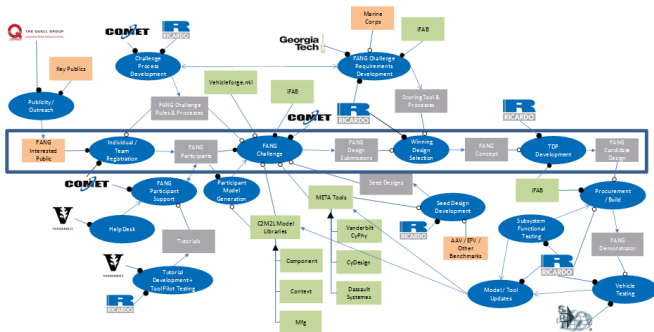 THE QUELL GROUP
COMET
RICARDO
Georgia
Tech
Marine
Corps
iFAB
Key Publics
Challenge
Process
Development
Vehicleforge.mil
iFAB
FANG Challenge
Requirements
Development
Publicity/
Outreach
FANG Challenge
Rules & Processes
COMET
RICARDO
Scoring Tool &
Processes
RICARDO
FANG
Interested
Public
Individual /
Team
Registration
FANG
Participants
FANG
Challenge
FANG
Design
Submissions
Winning
Design
Selection
FANG
Concept
TDP
Development
FANG
Candidate
Design
COMET
FANG
Participant
Support
Participant
Model
Generation
META Tools
Seed Designs
Seed Design
Development
iFAB
Procurement
/ Build
VANDERBILT
Help Desk
C2M2L Model
Libraries
Vanderbilt
CyPhy
RICARDO
AAV / EFV /
Other
Benchmarks
Subsystem
Functional
Testing
Tutorials
FANG
Demonstrator
VANDERBILT
Component
CyDesign
RICARDO
Tutorial
Development +
Tool Pilot Testing
Context
Dassault
Systemes
Model / Tool
Updates
Vehicle
Testing
RICARDO
Mfg